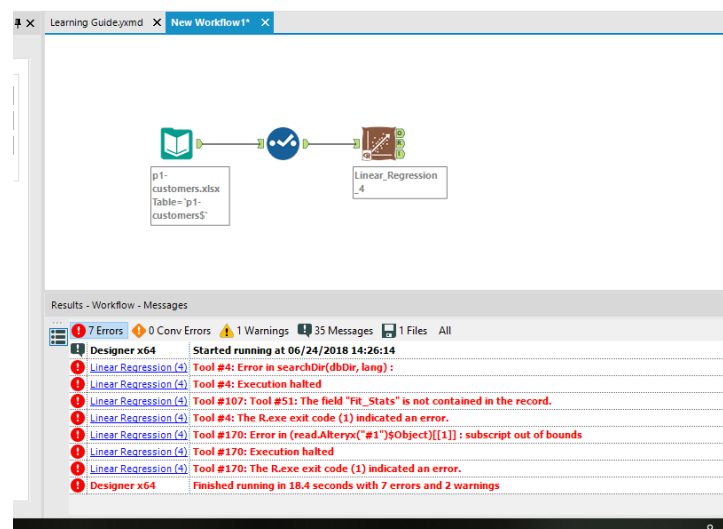 Learning Guide.yxmd X New Workflow1* X
p1-
customers.xlsx
Table=`p1-
customers$`
Linear_Regression
_4
O
R
I
Results - Workflow - Messages
7 Errors 0 Conv Errors 1 Warnings 35 Messages 1 Files All
Designer x64 Started running at 06/24/2018 14:26:14
Linear Regression (4) Tool #4: Error in searchDir(dbDir, lang) :
Linear Regression (4) Tool #4: Execution halted
Linear Regression (4) Tool #107: Tool #51: The field "Fit_Stats" is not contained in the record.
Linear Regression (4) Tool #4: The R.exe exit code (1) indicated an error.
Linear Regression (4) Tool #170: Error in (read.Alteryx("#1")$Object)[[1]] : subscript out of bounds
Linear Regression (4) Tool #170: Execution halted
Linear Regression (4) Tool #170: The R.exe exit code (1) indicated an error.
Designer x64 Finished running in 18.4 seconds with 7 errors and 2 warnings